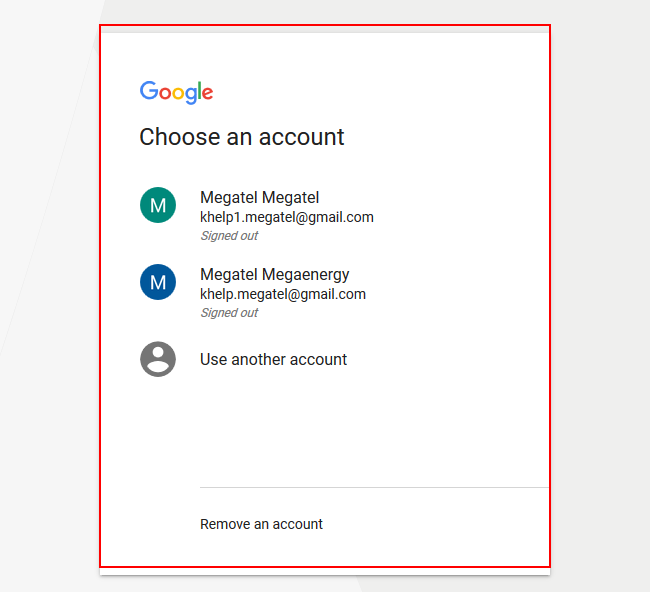 Google
Choose an account
M
Megatel Megatel
khelp1.megatel@gmail.com
Signed out
M
Megatel Megaenergy
khelp.megatel@gmail.com
Signed out
Use another account
Remove an account